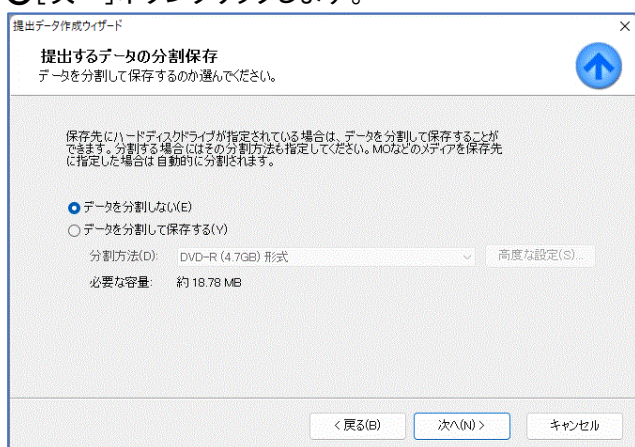 提出データ作成ウィザード
提出するデータの分割保存
データを分割して保存するのか選んでください。
保存先にハードディスクドライブが指定されている場合は、データを分割して保存することが
できます。分割する場合にはその分割方法も指定してください。MOなどのメディアを保存先
に指定した場合は自動的に分割されます。
データを分割しない(E)
データを分割して保存する(Y)
分割方法(D): DVD-R (4.7GB) 形式 高度な設定(S)...
必要な容量: 約 18.78 MB
< 戻る(B) 次へ(N) > キャンセル